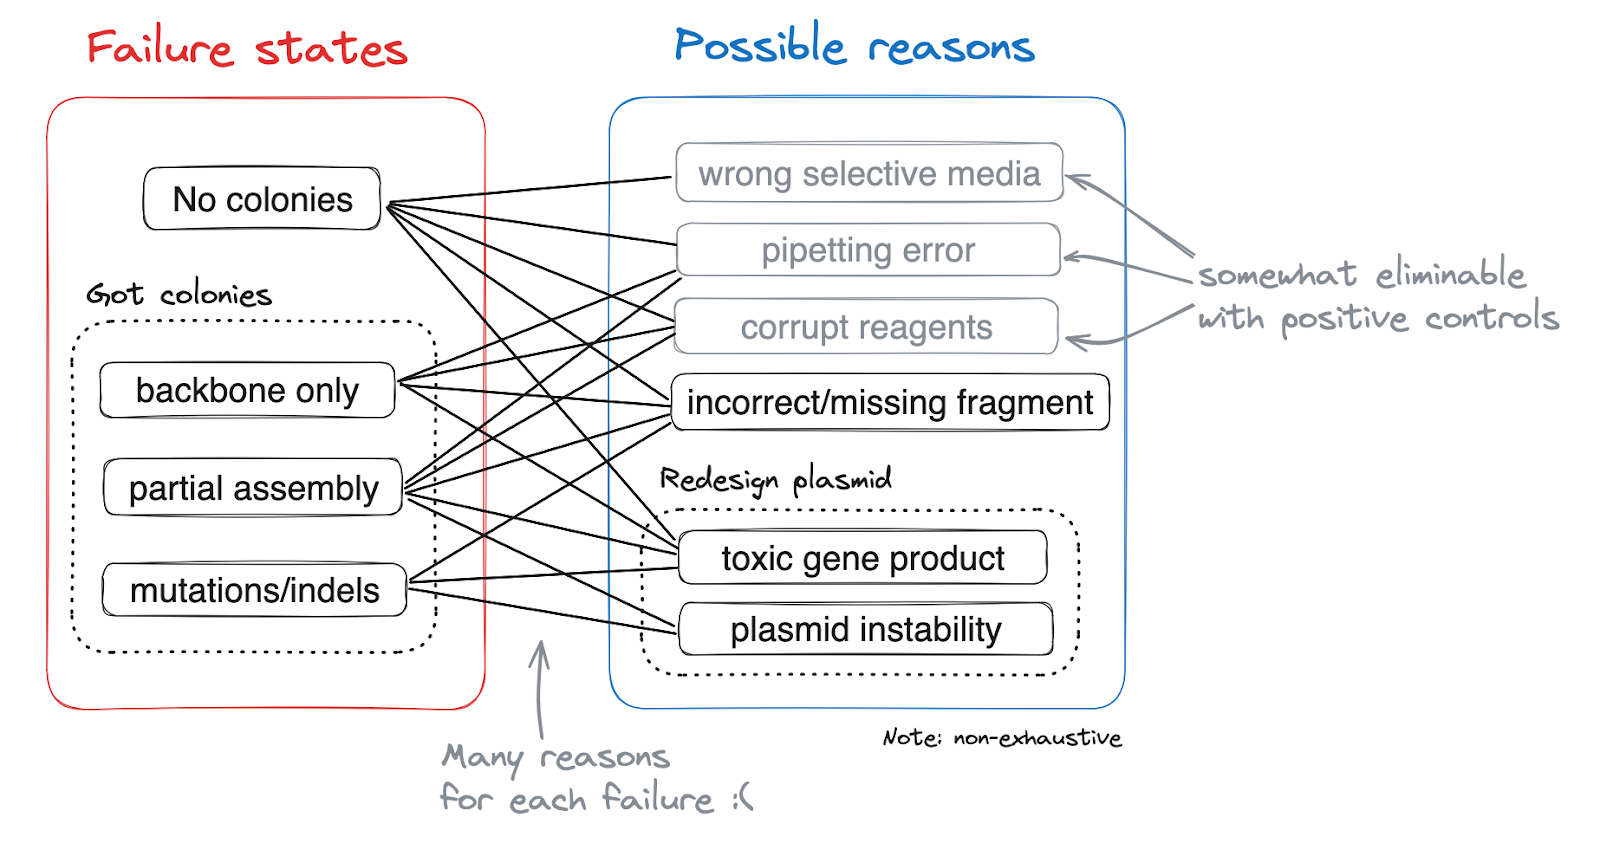 Failure states
Possible reasons
No colonies
Got colonies
backbone only
partial assembly
mutations/indels
wrong selective media
pipetting error
corrupt reagents
incorrect/missing fragment
Redesign plasmid
toxic gene product
plasmid instability
somewhat eliminable
with positive controls
Note: non-exhaustive
Many reasons
for each failure :(